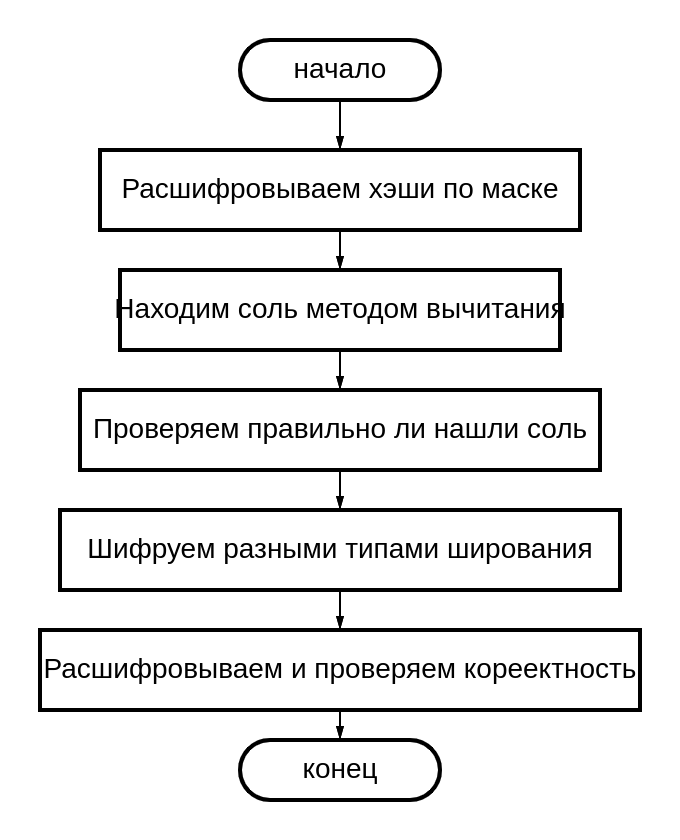 начало
Расшифровываем хэши по маске
Находим соль методом вычитания
Проверяем правильно ли нашли соль
Шифруем разными типами ширования
Расшифровываем и проверяем кореектность
конец